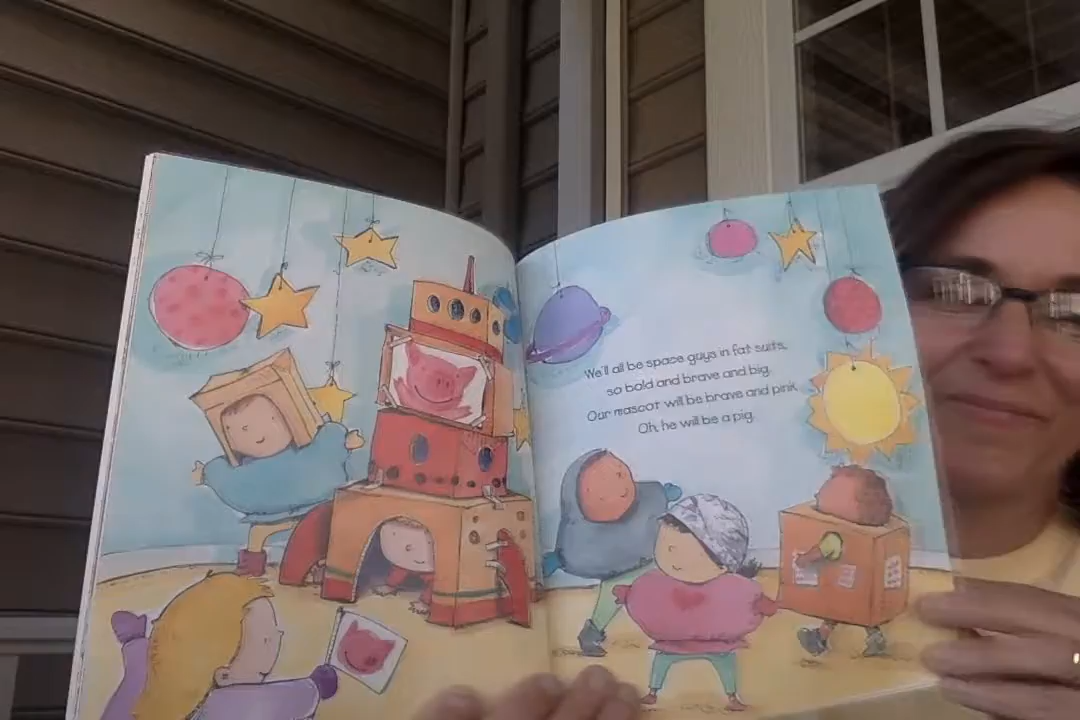 We'll all be space guys in fat suits,
so bold and brave and big.
Our mascot will be brave and pink
Oh, he will be a pig.